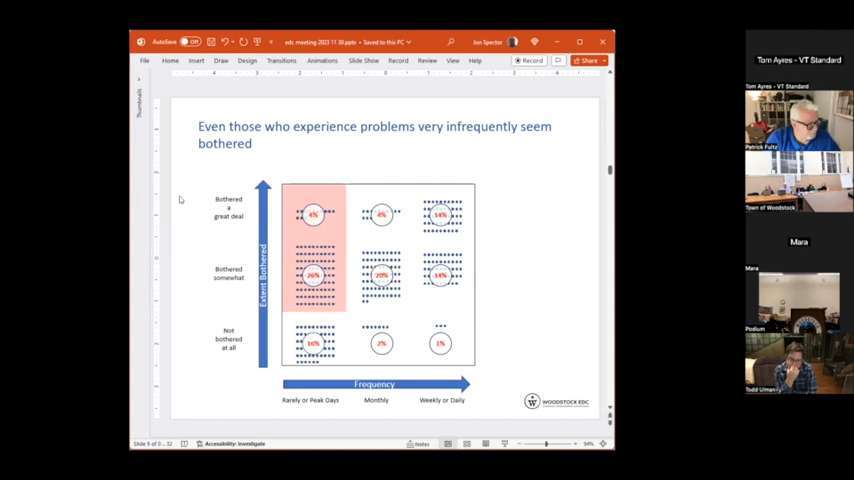 AutoSave Off
edc meeting 2023 11 30.pptx • Saved to this PC
Jon Spector
File Home Insert Draw Design Transitions Animations Slide Show Record Review View Help
Record
Share
Thumbnails
Even those who experience problems very infrequently seem
bothered
Bothered
a
great deal
4%
4%
14%
Extent Bothered
Bothered
somewhat
26%
20%
14%
Not
bothered
at all
16%
2%
1%
Frequency
Rarely or Peak Days
Monthly
Weekly or Daily
WOODSTOCK EDC
Slide 9 of 32
Accessibility: Investigate
Notes
94%
Tom Ayres - VT Standard
Tom Ayres - VT Standard
Patrick Fultz
Town of Woodstock
Mara
Mara
Podium
Todd Ulman